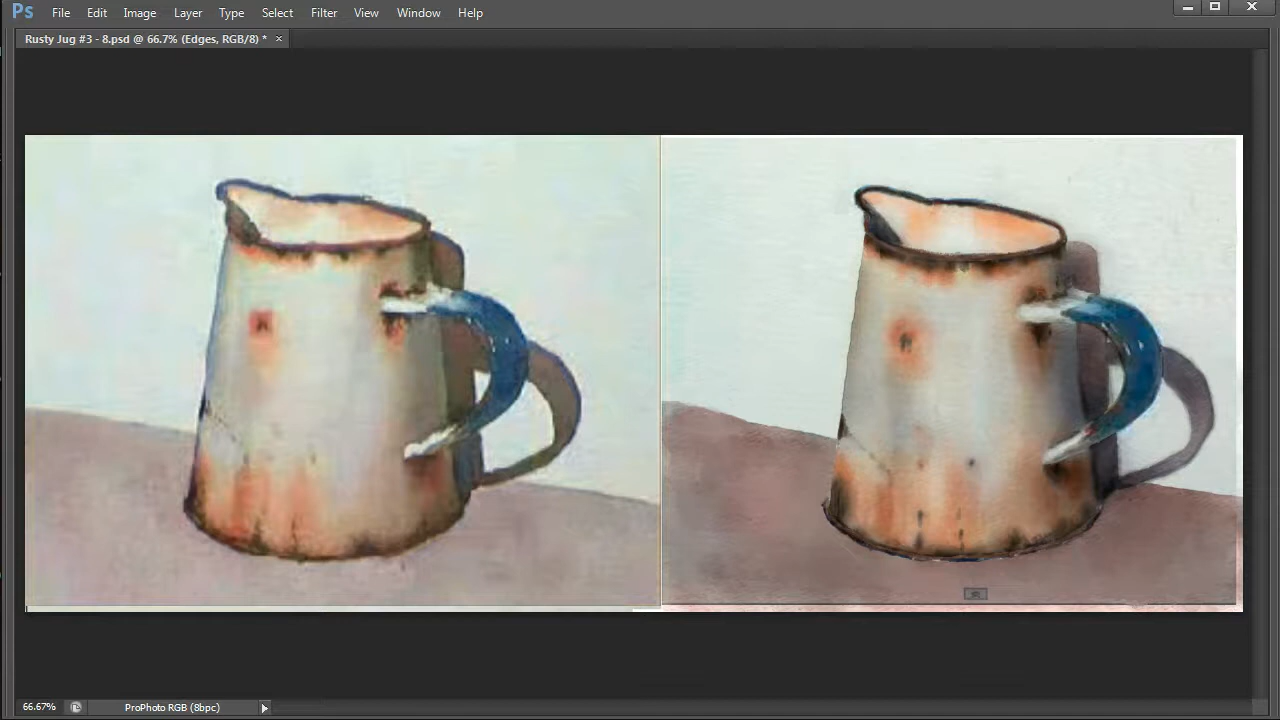 Ps File Edit Image Layer Type Select Filter View Window Help
Rusty Jug #3 - 8.psd @ 66.7% (Edges, RGB/8) * ×
66.67% ProPhoto RGB (8bpc)